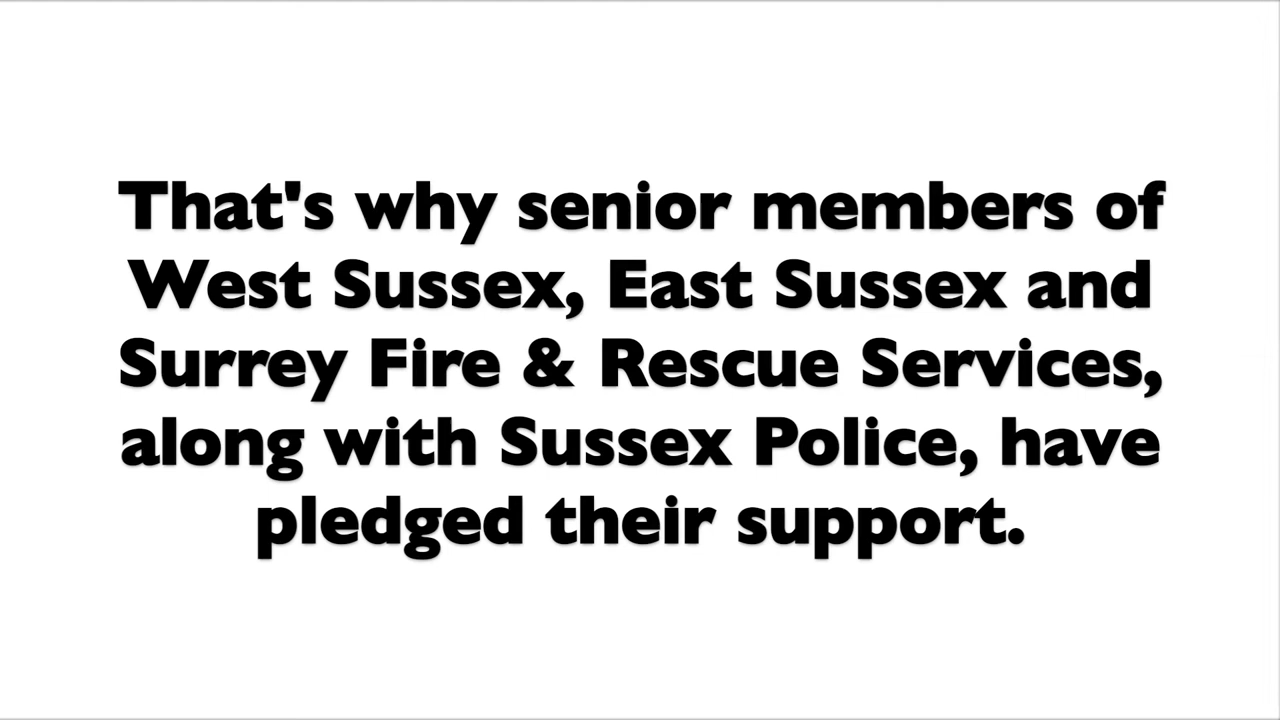 That's why senior members of
West Sussex, East Sussex and
Surrey Fire & Rescue Services,
along with Sussex Police, have
pledged their support.